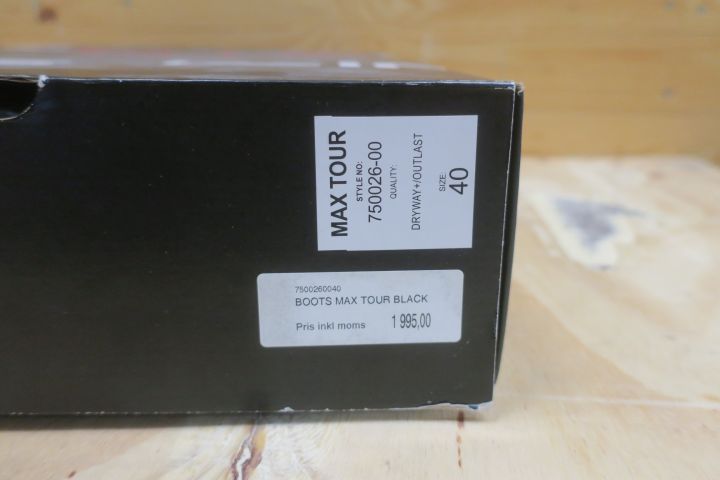 MAX TOUR
STYLE NO:
750026-00
QUALITY:
DRYWAY+/OUTLAST
SIZE:
40
7500260040
BOOTS MAX TOUR BLACK
Pris inkl moms 1 995,00